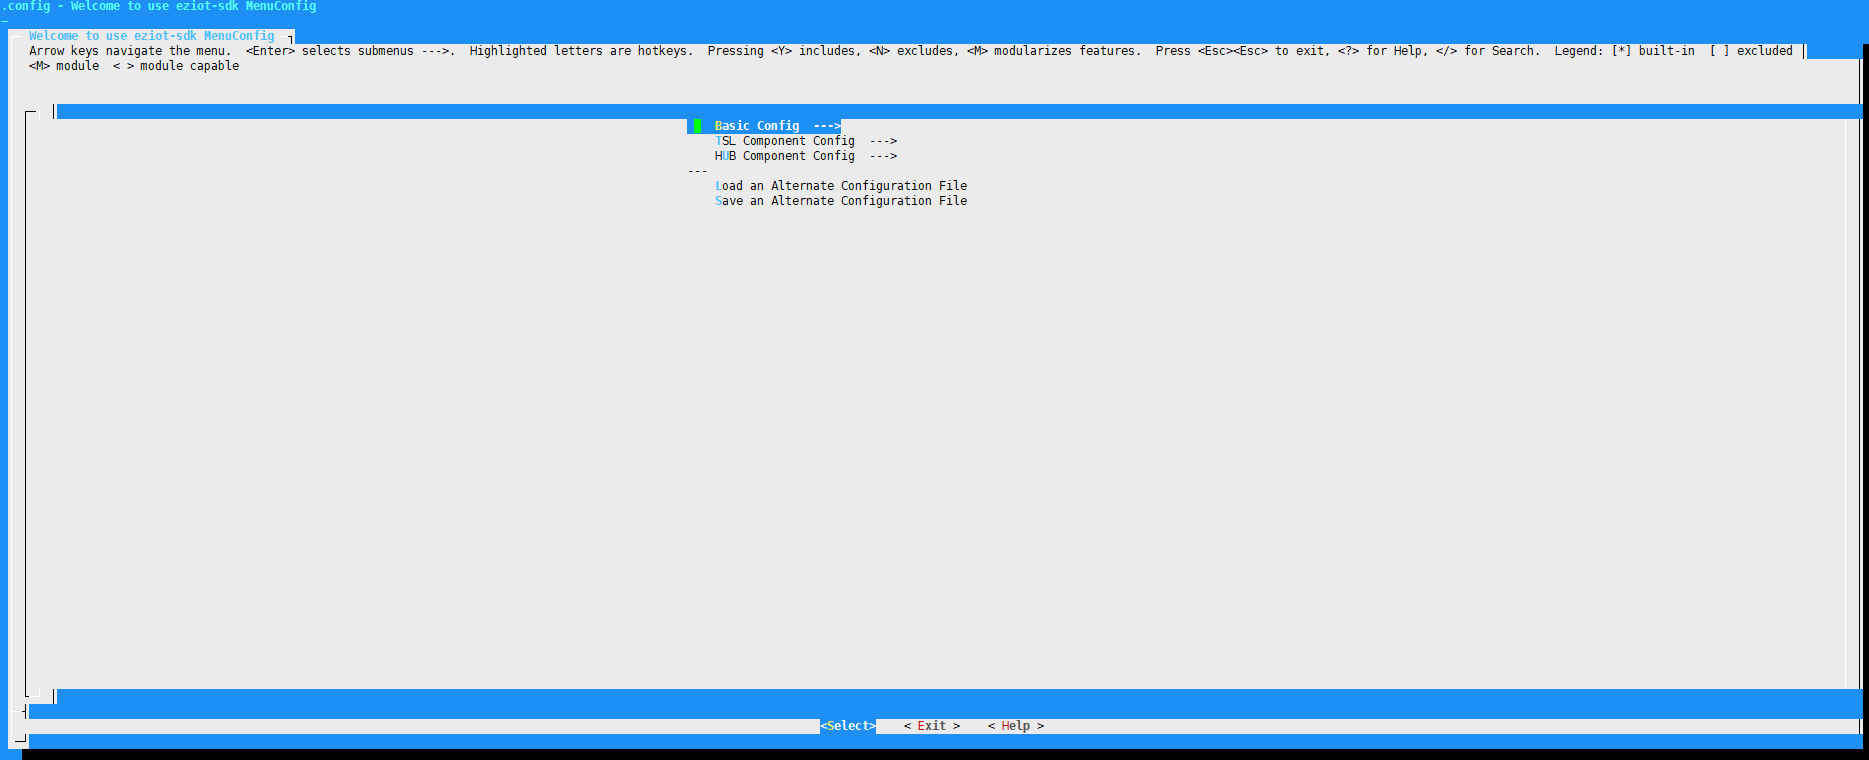 .config - Welcome to use eziot-sdk MenuConfig
Welcome to use eziot-sdk MenuConfig
Arrow keys navigate the menu.  <Enter> selects submenus --->.  Highlighted letters are hotkeys.  Pressing <Y> includes, <N> excludes, <M> modularizes features.  Press <Esc><Esc> to exit, <?> for Help, </> for Search.  Legend: [*] built-in  [ ] excluded
<M> module  < > module capable
Basic Config  --->
TSL Component Config  --->
HUB Component Config  --->
---
Load an Alternate Configuration File
Save an Alternate Configuration File
<Select>    < Exit >    < Help >